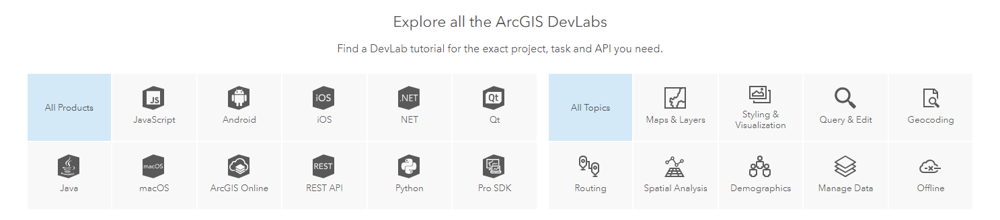 Explore all the ArcGIS DevLabs
Find a DevLab tutorial for the exact project, task and API you need.
All Products
JS
JavaScript
Android
iOS
iOS
.NET
NET
Qt
Qt
Java
macOS
macOS
ArcGIS Online
REST
REST API
Python
Pro SDK
All Topics
Maps & Layers
Styling &
Visualization
Query & Edit
Geocoding
Routing
Spatial Analysis
Demographics
Manage Data
Offline